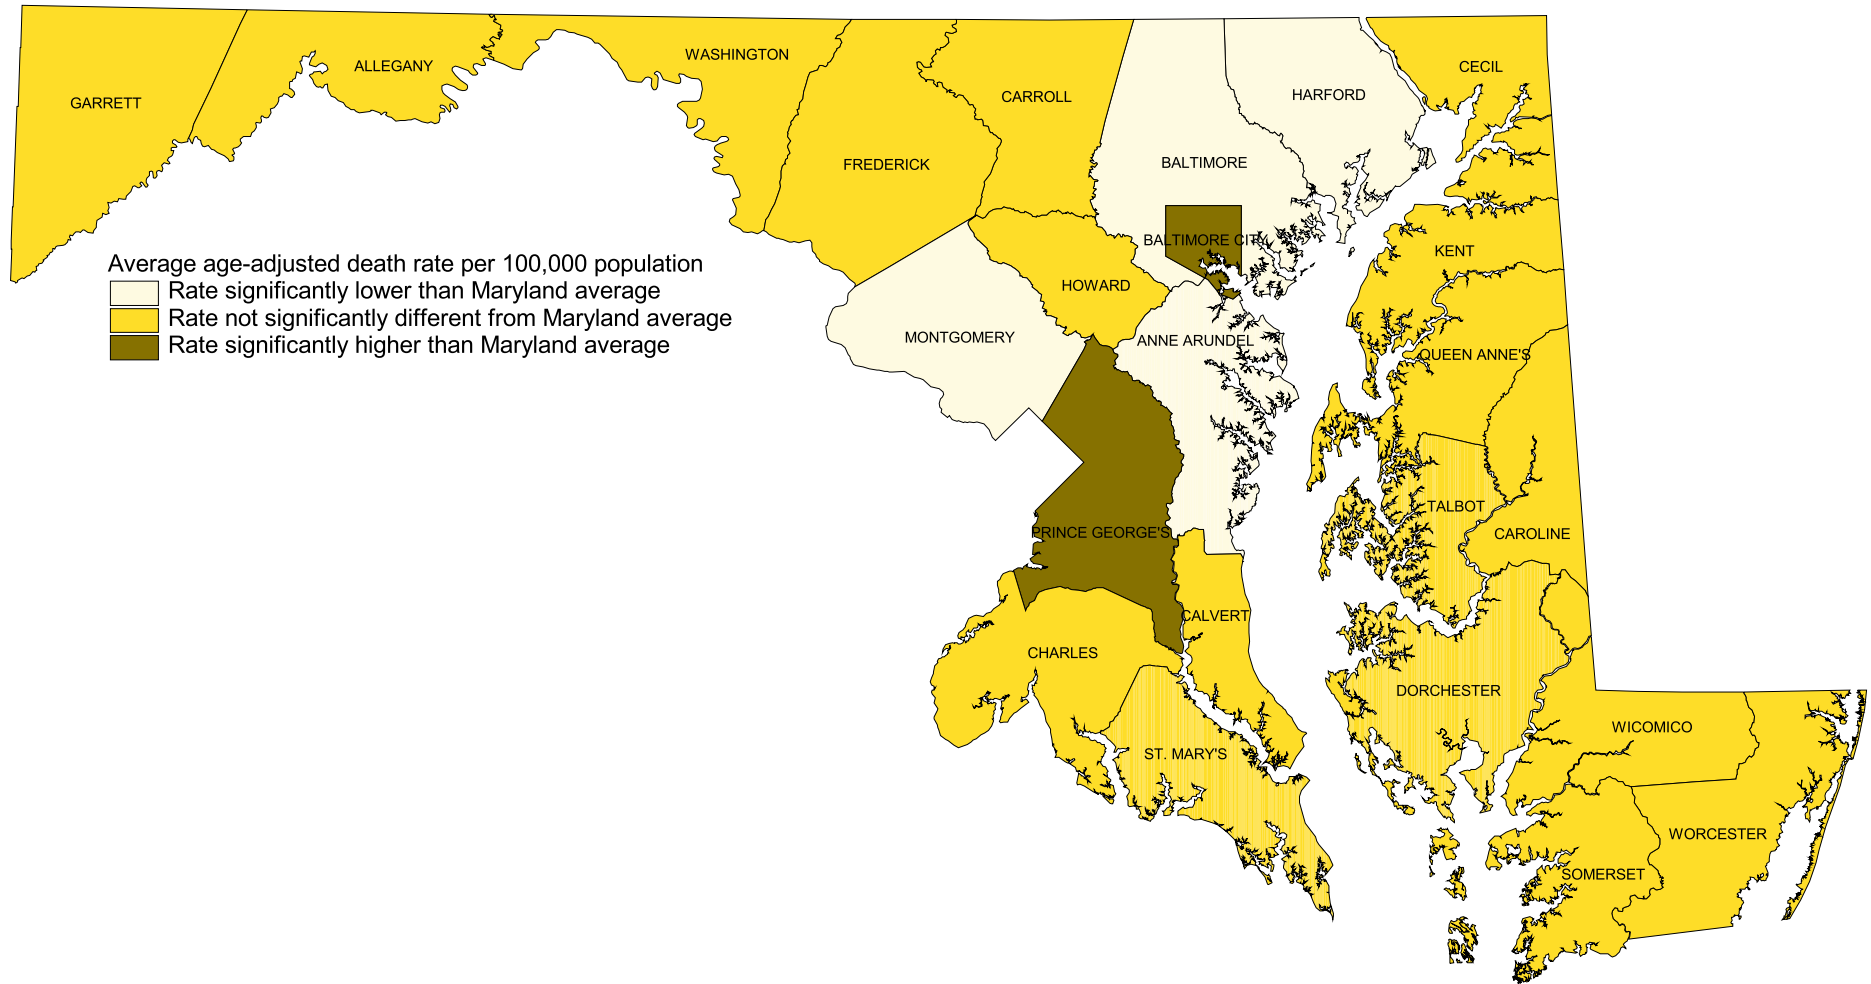 WASHINGTON
ALLEGANY
CECIL
GARRETT
CARROLL
HARFORD
FREDERICK
BALTIMORE
BALTIMORE CITY
KENT
Average age-adjusted death rate per 100,000 population
Rate significantly lower than Maryland average
Rate not significantly different from Maryland average
Rate significantly higher than Maryland average
HOWARD
MONTGOMERY
ANNE ARUNDEL
QUEEN ANNE'S
TALBOT
PRINCE GEORGE'S
CAROLINE
CALVERT
CHARLES
DORCHESTER
WICOMICO
ST. MARY'S
WORCESTER
SOMERSET